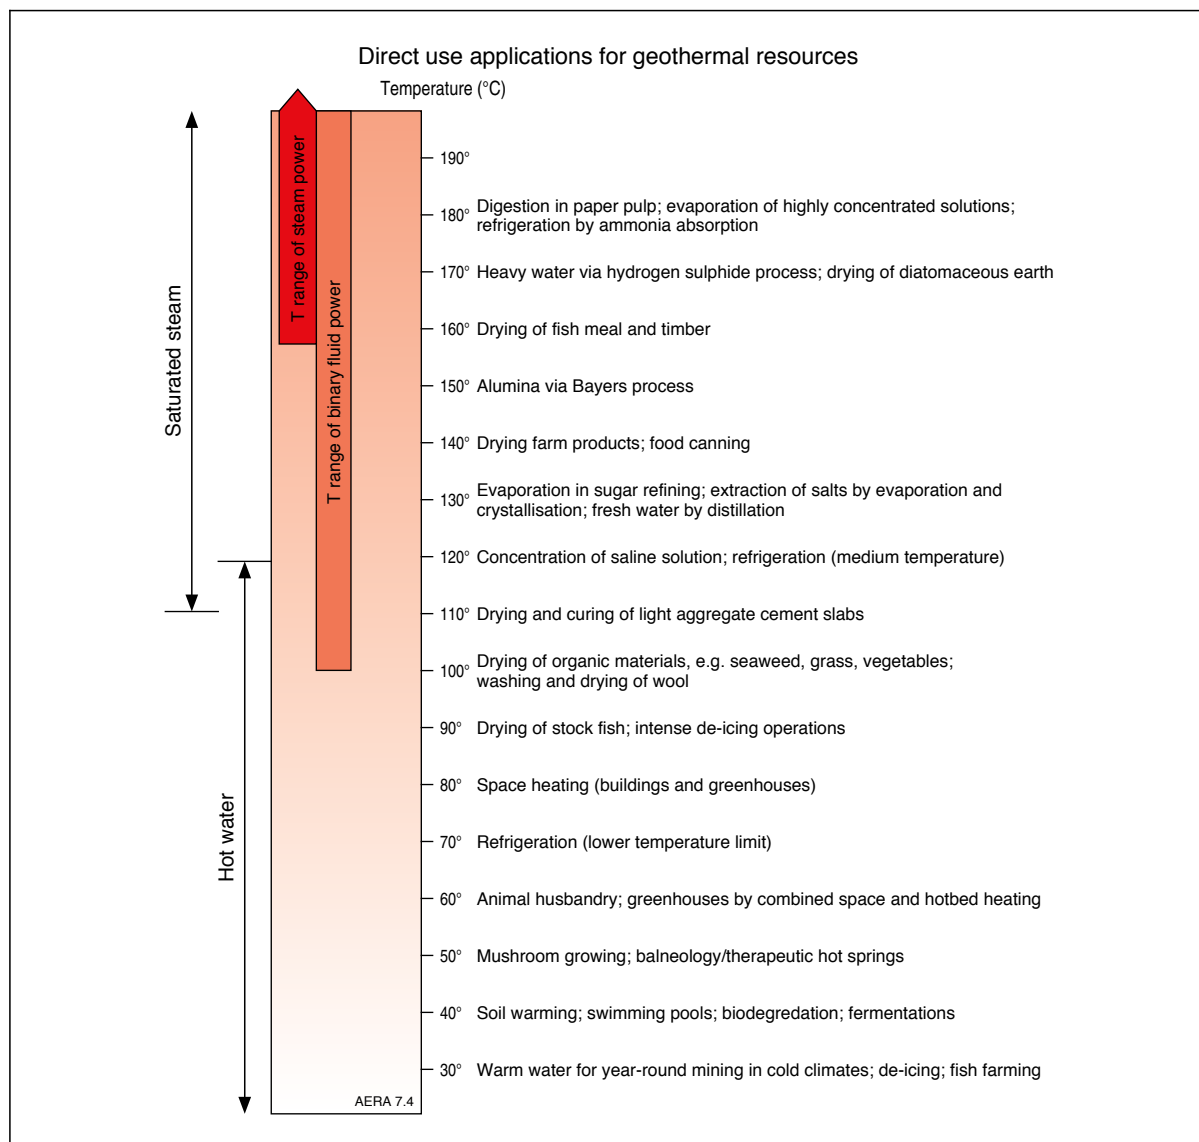 Direct use applications for geothermal resources
Temperature (°C)
Saturated steam
Hot water
T range of steam power
T range of binary fluid power
190°
180° Digestion in paper pulp; evaporation of highly concentrated solutions;
refrigeration by ammonia absorption
170° Heavy water via hydrogen sulphide process; drying of diatomaceous earth
160° Drying of fish meal and timber
150° Alumina via Bayers process
140° Drying farm products; food canning
130° Evaporation in sugar refining; extraction of salts by evaporation and
crystallisation; fresh water by distillation
120° Concentration of saline solution; refrigeration (medium temperature)
110° Drying and curing of light aggregate cement slabs
100° Drying of organic materials, e.g. seaweed, grass, vegetables;
washing and drying of wool
90° Drying of stock fish; intense de-icing operations
80° Space heating (buildings and greenhouses)
70° Refrigeration (lower temperature limit)
60° Animal husbandry; greenhouses by combined space and hotbed heating
50° Mushroom growing; balneology/therapeutic hot springs
40° Soil warming; swimming pools; biodegredation; fermentations
30° Warm water for year-round mining in cold climates; de-icing; fish farming
AERA 7.4